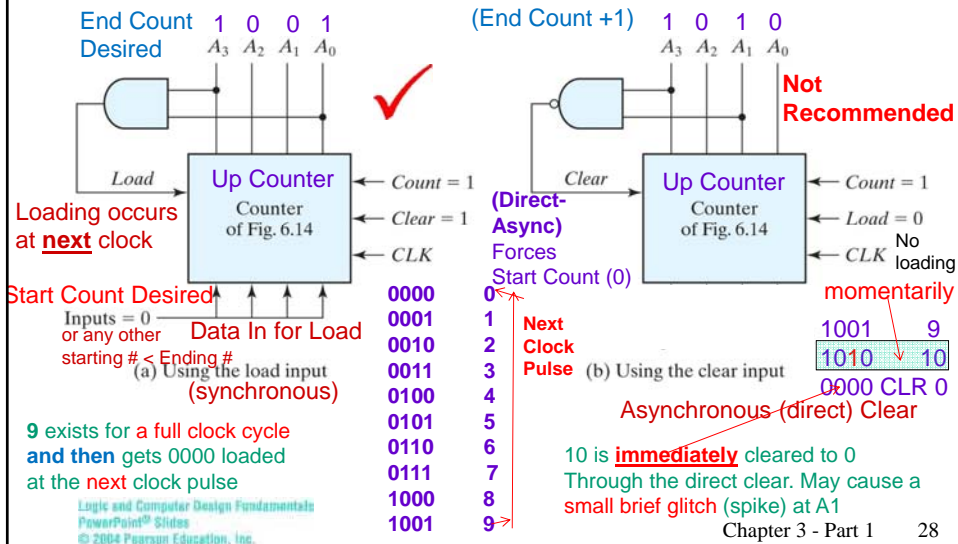 End Count
Desired
1 0 0 1
A3 A2 A1 A0
Load
Up Counter
Counter
of Fig. 6.14
Count = 1
Clear = 1
CLK
Loading occurs
at next clock
Start Count Desired
Inputs = 0
or any other
starting # < Ending #
Data In for Load
(a) Using the load input
(synchronous)
9 exists for a full clock cycle
and then gets 0000 loaded
at the next clock pulse
Logic and Computer Design Fundamentals
PowerPoint® Slides
© 2004 Pearson Education, Inc.
0000 0
0001 1
0010 2
0011 3
0100 4
0101 5
0110 6
0111 7
1000 8
1001 9
Next
Clock
Pulse
(End Count +1)
1 0 1 0
A3 A2 A1 A0
Not
Recommended
Clear
(Direct-
Async)
Forces
Start Count (0)
Up Counter
Counter
of Fig. 6.14
Count = 1
Load = 0
CLK
No
loading
momentarily
1001 9
1010 10
0000 CLR 0
(b) Using the clear input
Asynchronous (direct) Clear
10 is immediately cleared to 0
Through the direct clear. May cause a
small brief glitch (spike) at A1
Chapter 3 - Part 1 28